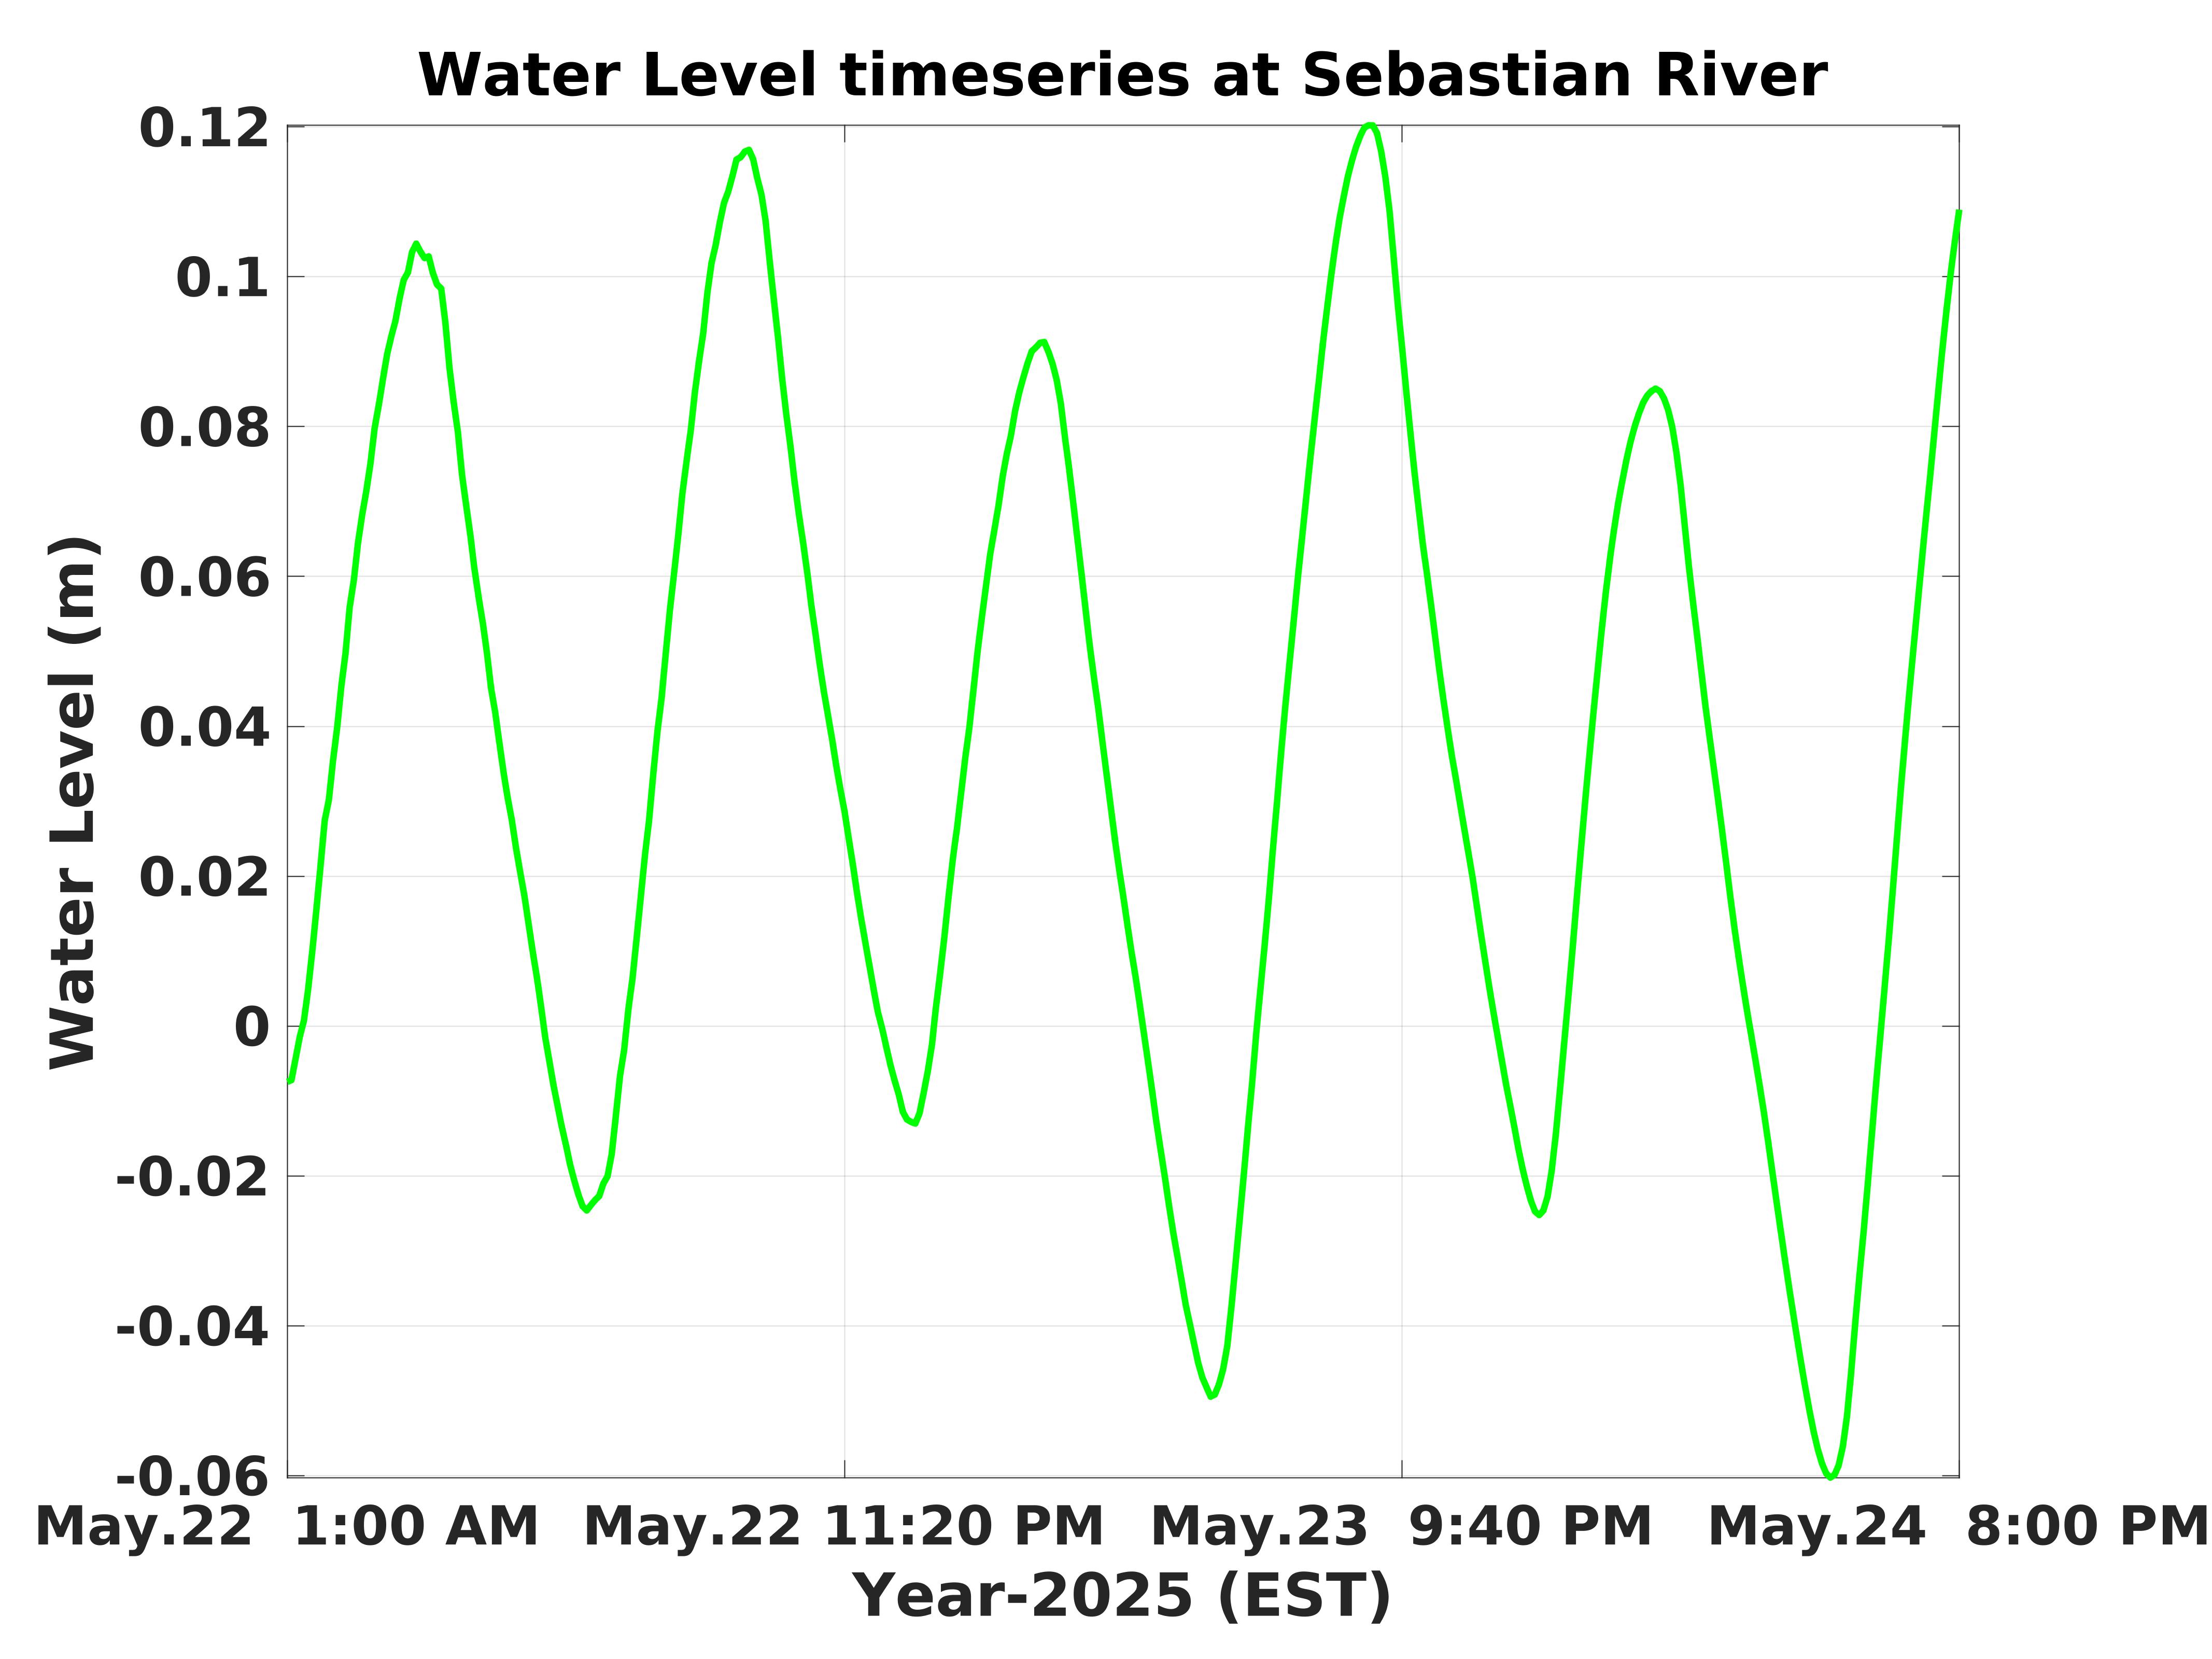 Water Level timeseries at Sebastian River
0.12
0.1
0.08
0.06
0.04
0.02
0
-0.02
-0.04
-0.06
Water Level (m)
May.22  1:00 AM May.22 11:20 PM May.23  9:40 PM May.24  8:00 PM
Year-2025 (EST)